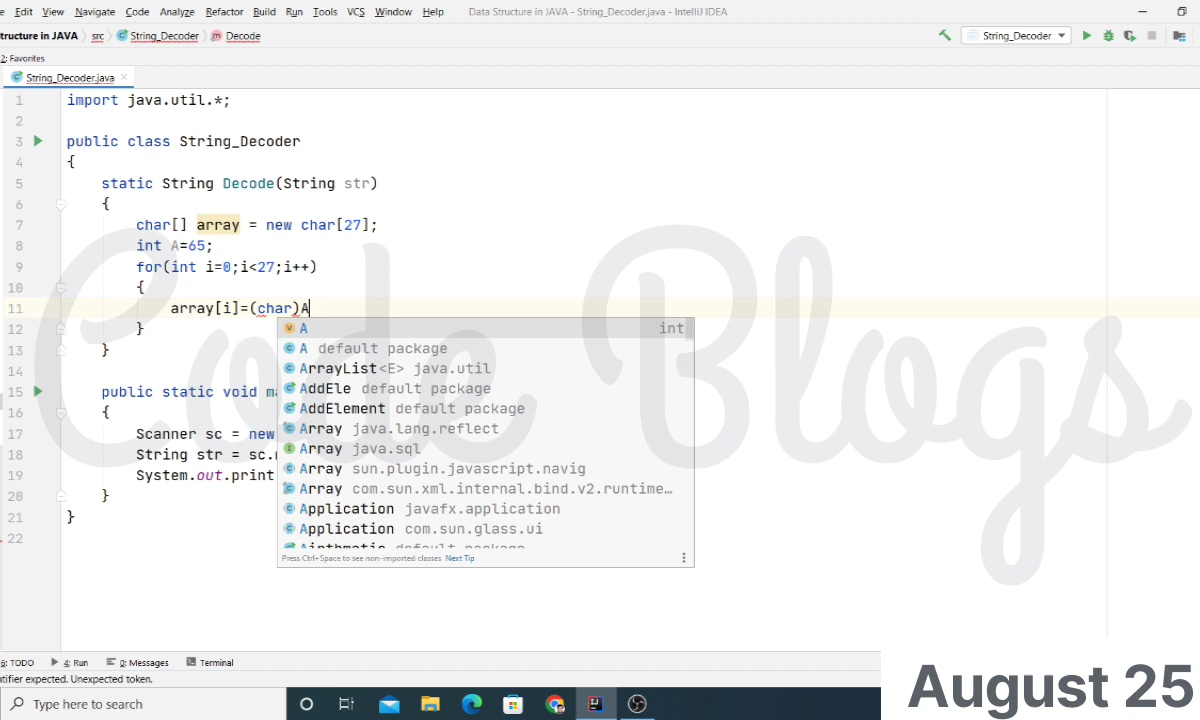 e Edit View Navigate Code Analyze Refactor Build Run Tools VCS Window Help Data Structure in JAVA - String_Decoder.java - IntelliJ IDEA
tructure in JAVA src String_Decoder Decode String_Decoder
2: Favorites
String_Decoder.java
1 import java.util.*;
2
3 public class String_Decoder
4 {
5 static String Decode(String str)
6 {
7 char[] array = new char[27];
8 int A=65;
9 for(int i=0;i<27;i++)
10 {
11 array[i]=(char)A
12 }
13 }
14
15 public static void ma
16 {
17 Scanner sc = new
18 String str = sc.n
19 System.out.print
20 }
21 }
22
A int
A default package
ArrayList<E> java.util
AddEle default package
AddElement default package
Array java.lang.reflect
Array java.sql
Array sun.plugin.javascript.navig
Array com.sun.xml.internal.bind.v2.runtime…
Application javafx.application
Application com.sun.glass.ui
Airthmatic default package
Press Ctrl+Space to see non-imported classes Next Tip
Code Blogs
6: TODO 4: Run 0: Messages Terminal
ntifier expected. Unexpected token.
Type here to search
August 25